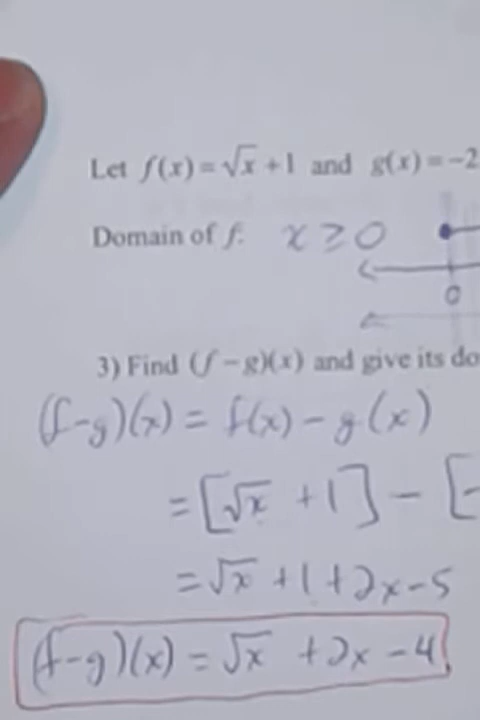 Let f(x) = √x + 1 and g(x) = -2
Domain of f: x ≥ 0
0
3) Find (f - g)(x) and give its do
(f-g)(x) = f(x) - g(x)
= [√x + 1] - [-
= √x + 1 + 2x - 5
(f-g)(x) = √x + 2x - 4